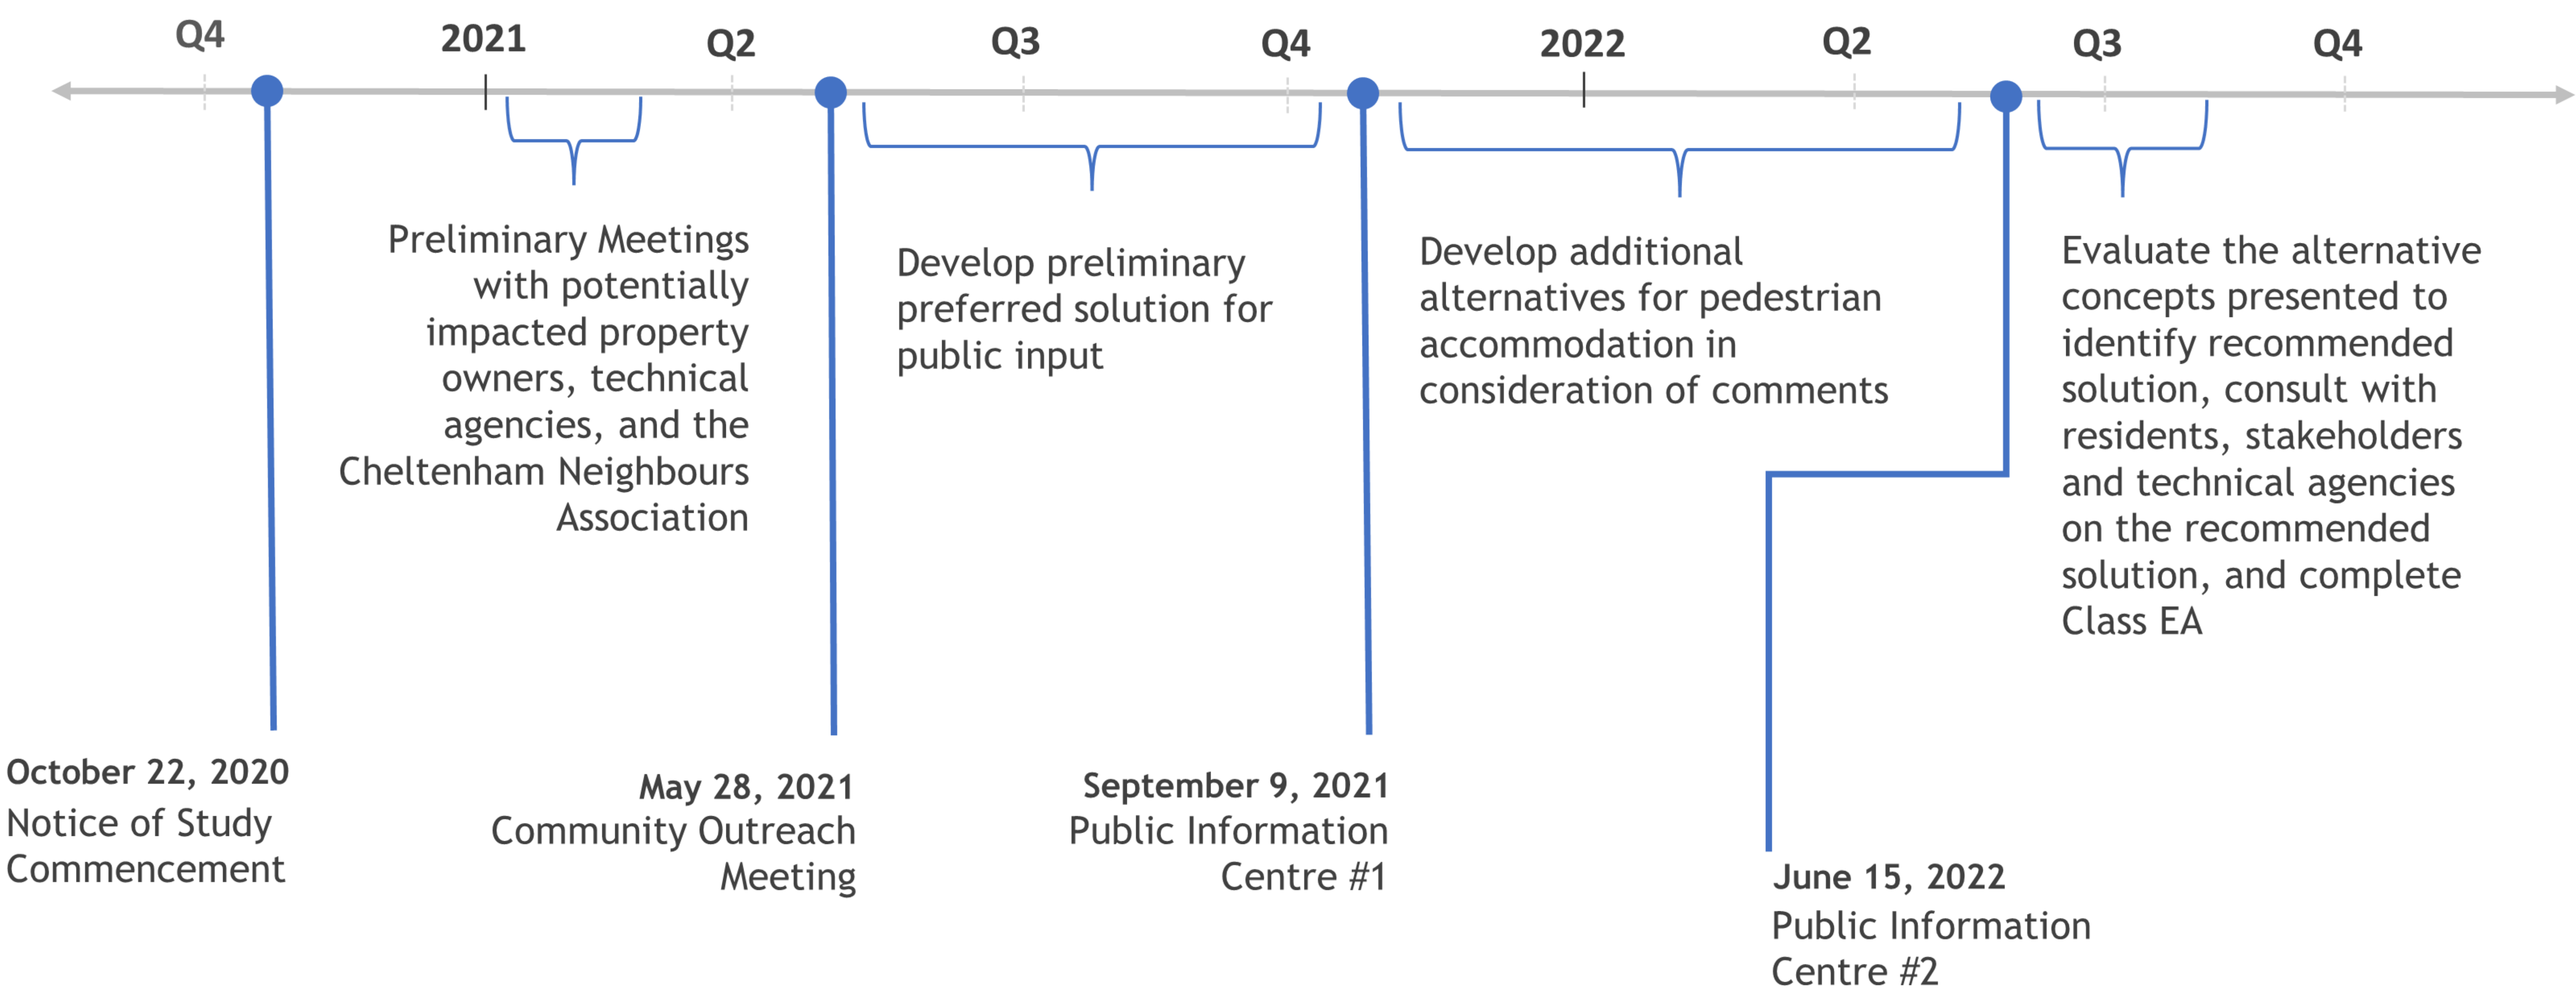 Q4
2021
Q2
Q3
Q4
2022
Q2
Q3
Q4
Preliminary Meetings
with potentially
impacted property
owners, technical
agencies, and the
Cheltenham Neighbours
Association
Develop preliminary
preferred solution for
public input
Develop additional
alternatives for pedestrian
accommodation in
consideration of comments
Evaluate the alternative
concepts presented to
identify recommended
solution, consult with
residents, stakeholders
and technical agencies
on the recommended
solution, and complete
Class EA
October 22, 2020
Notice of Study
Commencement
May 28, 2021
Community Outreach
Meeting
September 9, 2021
Public Information
Centre #1
June 15, 2022
Public Information
Centre #2